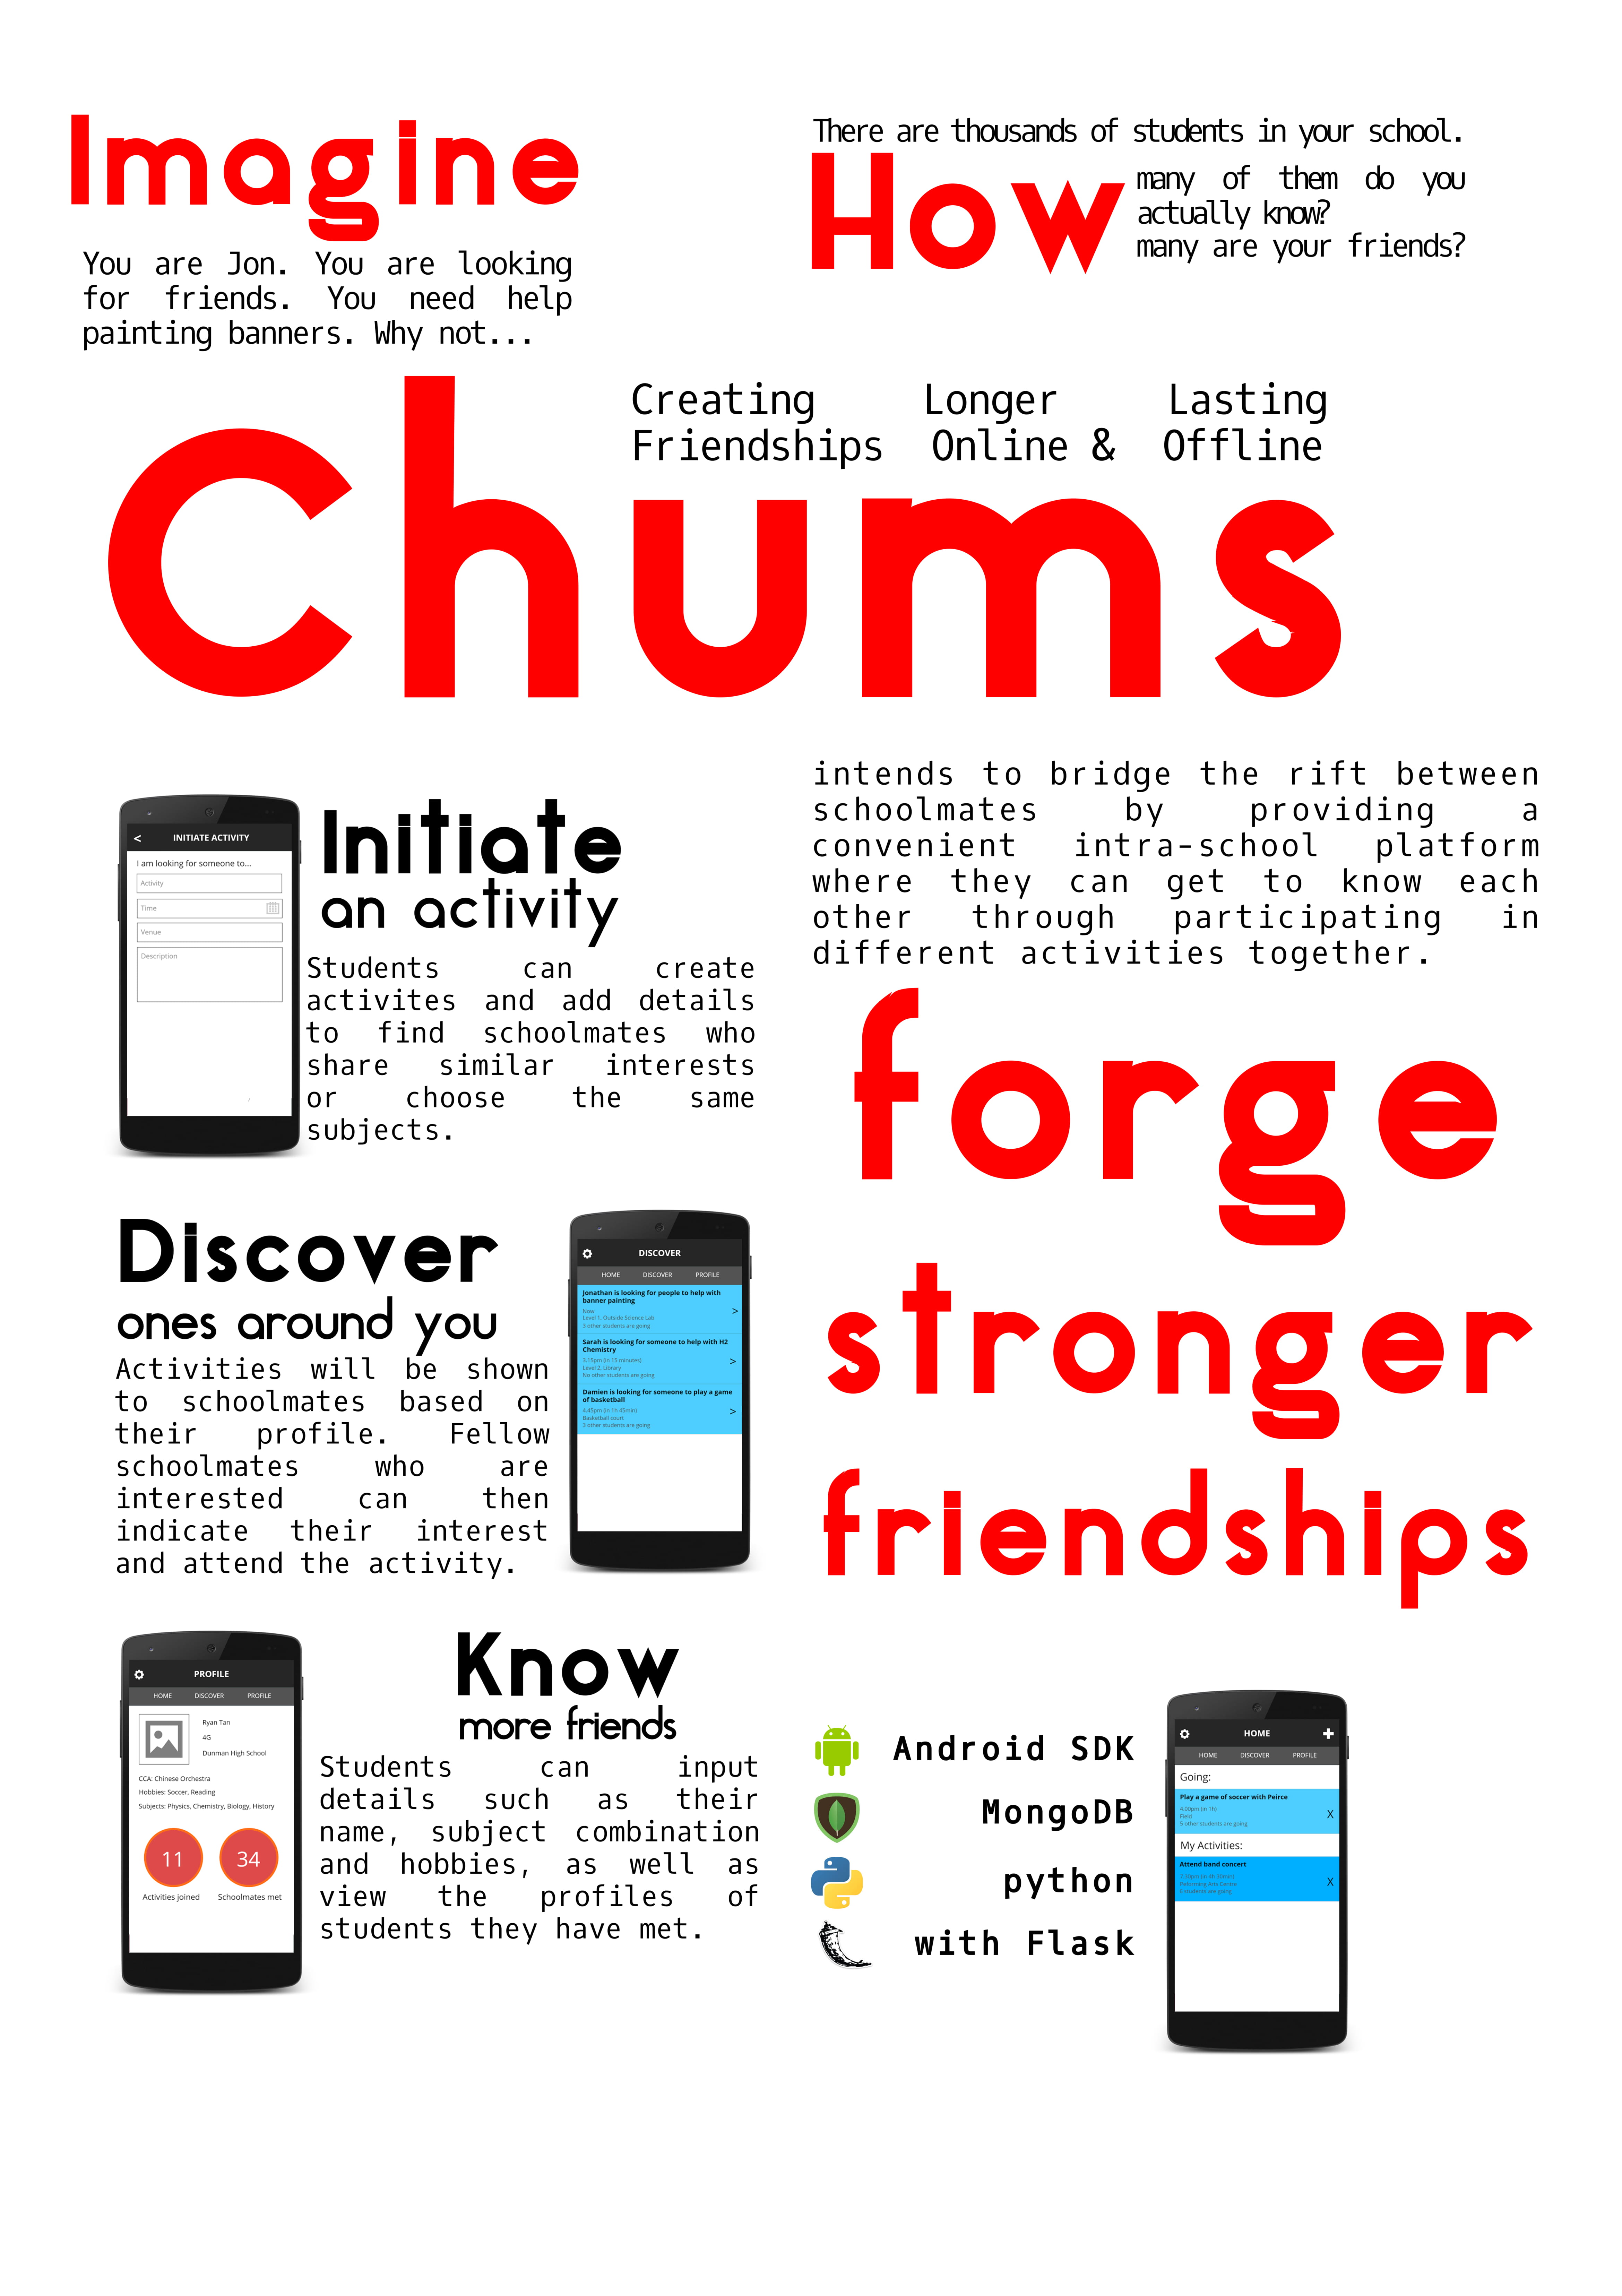 Imagine
You are Jon. You are looking
for friends. You need help
painting banners. Why not...
There are thousands of students in your school.
How
many of them do you
actually know?
many are your friends?
Creating Longer Lasting
Friendships Online & Offline
Chums
intends to bridge the rift between
schoolmates by providing a
convenient intra-school platform
where they can get to know each
other through participating in
different activities together.
< INITIATE ACTIVITY
I am looking for someone to...
Activity
Time
Venue
Description
Initiate
an activity
Students can create
activites and add details
to find schoolmates who
share similar interests
or choose the same
subjects.
forge
stronger
friendships
Discover
ones around you
Activities will be shown
to schoolmates based on
their profile. Fellow
schoolmates who are
interested can then
indicate their interest
and attend the activity.
DISCOVER
HOME DISCOVER PROFILE
Jonathan is looking for people to help with
banner painting
Now
Level 1, Outside Science Lab
3 other students are going
>
Sarah is looking for someone to help with H2
Chemistry
3.15pm (in 15 minutes)
Level 2, Library
No other students are going
>
Damien is looking for someone to play a game
of basketball
4:45pm (in 1h 45min)
Basketball court
3 other students are going
>
PROFILE
HOME DISCOVER PROFILE
Ryan Tan
4G
Dunman High School
CCA: Chinese Orchestra
Hobbies: Soccer, Reading
Subjects: Physics, Chemistry, Biology, History
11 34
Activities joined Schoolmates met
Know
more friends
Students can input
details such as their
name, subject combination
and hobbies, as well as
view the profiles of
students they have met.
Android SDK
MongoDB
python
with Flask
HOME +
HOME DISCOVER PROFILE
Going:
Play a game of soccer with Peirce
4.00pm (in 1h)
Field
5 other students are going
X
My Activities:
Attend band concert
7.30pm (in 4h 30min)
Performing Arts Centre
students are going
X